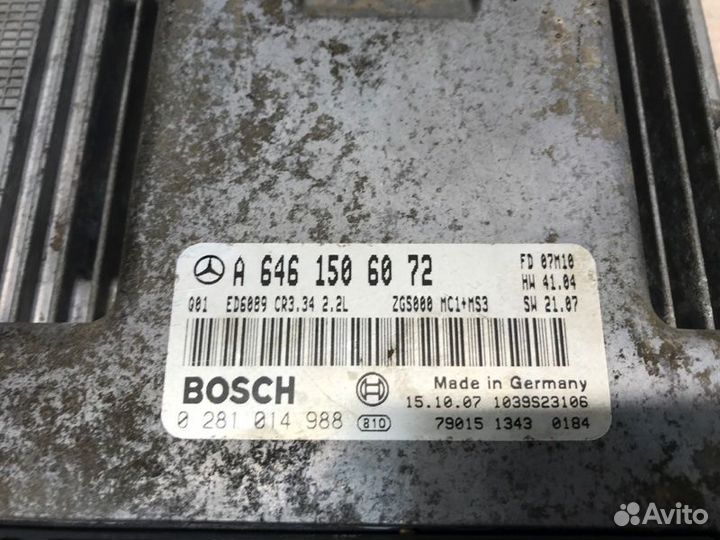 A 646 150 60 72
FD 07M10
HW 41.04
Q01 ED6089 CR3.34 2.2L ZGS000 MC1+MS3 SW 21.07
BOSCH
Made in Germany
15.10.07 1039S23106
0 281 014 988 810
79015 1343 0184
Avito